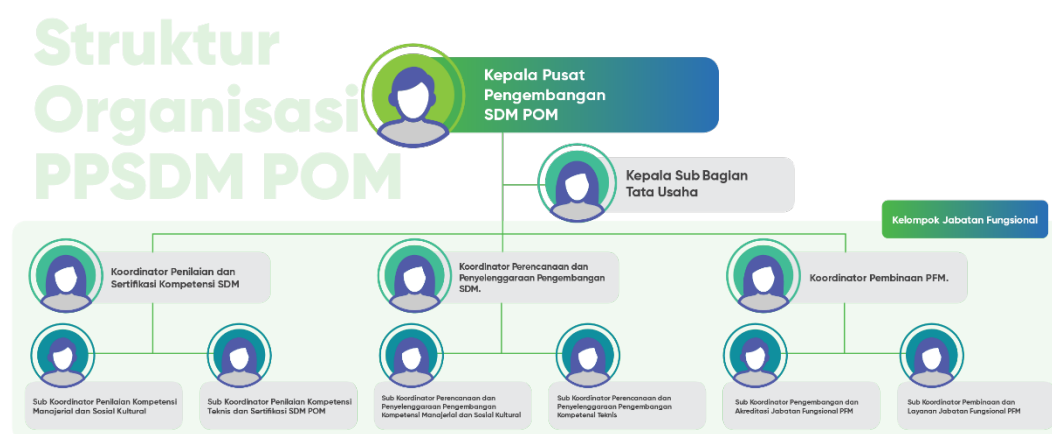 Struktur
Organisasi
PPSDM POM
Kepala Pusat
Pengembangan
SDM POM
Kepala Sub Bagian
Tata Usaha
Kelompok Jabatan Fungsional
Koordinator Penilaian dan
Sertifikasi Kompetensi SDM
Koordinator Perencanaan dan
Penyelenggaraan Pengembangan
SDM.
Koordinator Pembinaan PFM.
Sub Koordinator Penilaian Kompetensi
Manajerial dan Sosial Kultural
Sub Koordinator Penilaian Kompetensi
Teknis dan Sertifikasi SDM POM
Sub Koordinator Perencanaan dan
Penyelenggaraan Pengembangan
Kompetensi Manajerial dan Sosial Kultural
Sub Koordinator Perencanaan dan
Penyelenggaraan Pengembangan
Kompetensi Teknis
Sub Koordinator Pengembangan dan
Akreditasi Jabatan Fungsional PFM
Sub Koordinator Pembinaan dan
Layanan Jabatan Fungsional PFM